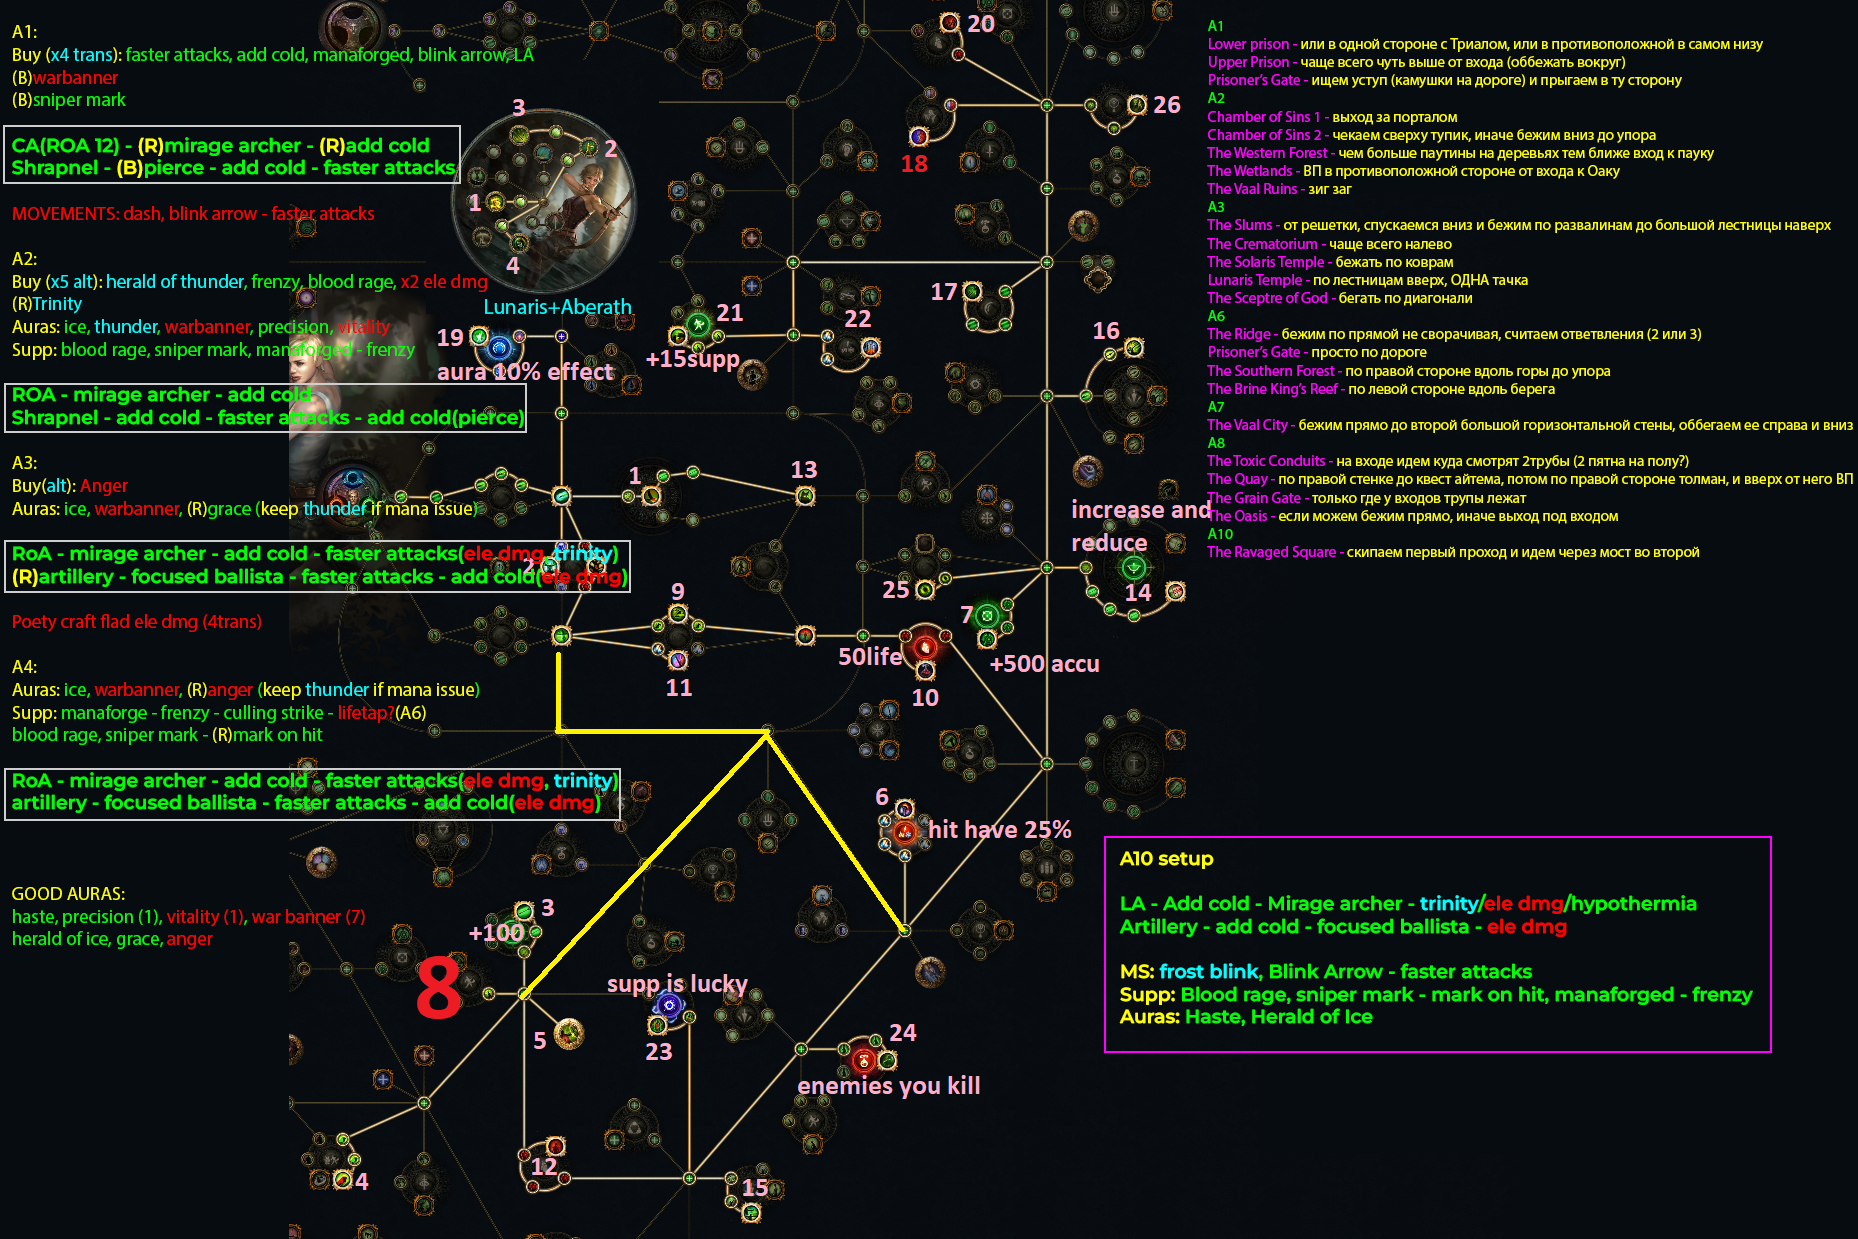 A1:
Buy (x4 trans): faster attacks, add cold, manaforged, blink arrow, LA
(B)warbanner
(B)sniper mark
CA(ROA 12) - (R)mirage archer - (R)add cold
Shrapnel - (B)pierce - add cold - faster attacks
MOVEMENTS: dash, blink arrow - faster attacks
A2:
Buy (x5 alt): herald of thunder, frenzy, blood rage, x2 ele dmg
(R)Trinity
Auras: ice, thunder, warbanner, precision, vitality
Supp: blood rage, sniper mark, manaforged - frenzy
ROA - mirage archer - add cold
Shrapnel - add cold - faster attacks - add cold(pierce)
A3:
Buy(alt): Anger
Auras: ice, warbanner, (R)grace (keep thunder if mana issue)
RoA - mirage archer - add cold - faster attacks(ele dmg, trinity)
(R)artillery - focused ballista - faster attacks - add cold(ele dmg)
Poety craft flad ele dmg (4trans)
A4:
Auras: ice, warbanner, (R)anger (keep thunder if mana issue)
Supp: manaforge - frenzy - culling strike - lifetap?(A6)
blood rage, sniper mark - (R)mark on hit
RoA - mirage archer - add cold - faster attacks(ele dmg, trinity)
artillery - focused ballista - faster attacks - add cold(ele dmg)
GOOD AURAS:
haste, precision (1), vitality (1), war banner (7)
herald of ice, grace, anger
3
2
1
4
Lunaris+Aberath
20
26
18
17
16
21
+15supp
22
19
aura 10% effect
1
13
2
9
11
25
7
+500 accu
50life
10
increase and
reduce
14
6
hit have 25%
3
+100
8
5
supp is lucky
23
24
enemies you kill
4
12
15
A1
Lower prison - или в одной стороне с Триалом, или в противоположной в самом низу
Upper Prison - чаще всего чуть выше от входа (оббежать вокруг)
Prisoner's Gate - ищем уступ (камушки на дороге) и прыгаем в ту сторону
A2
Chamber of Sins 1 - выход за порталом
Chamber of Sins 2 - чекаем сверху тупик, иначе бежим вниз до упора
The Western Forest - чем больше паутины на деревьях тем ближе вход к пауку
The Wetlands - ВП в противоположной стороне от входа к Оаку
The Vaal Ruins - зиг заг
A3
The Slums - от решетки, спускаемся вниз и бежим по развалинам до большой лестницы наверх
The Crematorium - чаще всего налево
The Solaris Temple - бежать по коврам
Lunaris Temple - по лестницам вверх, ОДНА тачка
The Sceptre of God - бегать по диагонали
A6
The Ridge - бежим по прямой не сворачивая, считаем ответвления (2 или 3)
Prisoner's Gate - просто по дороге
The Southern Forest - по правой стороне вдоль горы до упора
The Brine King's Reef - по левой стороне вдоль берега
A7
The Vaal City - бежим прямо до второй большой горизонтальной стены, оббегаем ее справа и вниз
A8
The Toxic Conduits - на входе идем куда смотрят 2трубы (2 пятна на полу?)
The Quay - по правой стенке до квест айтема, потом по правой стороне толман, и вверх от него ВП
The Grain Gate - только где у входов трупы лежат
The Oasis - если можем бежим прямо, иначе выход под входом
A10
The Ravaged Square - скипаем первый проход и идем через мост во второй
A10 setup
LA - Add cold - Mirage archer - trinity/ele dmg/hypothermia
Artillery - add cold - focused ballista - ele dmg
MS: frost blink, Blink Arrow - faster attacks
Supp: Blood rage, sniper mark - mark on hit, manaforged - frenzy
Auras: Haste, Herald of Ice